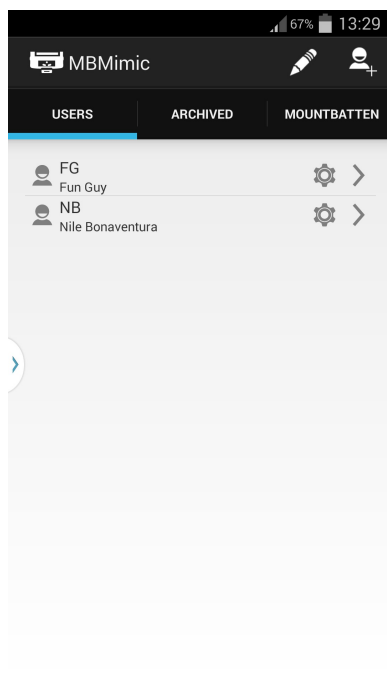 67% 13:29
MBMimic
USERS ARCHIVED MOUNTBATTEN
FG
Fun Guy
NB
Nile Bonaventura